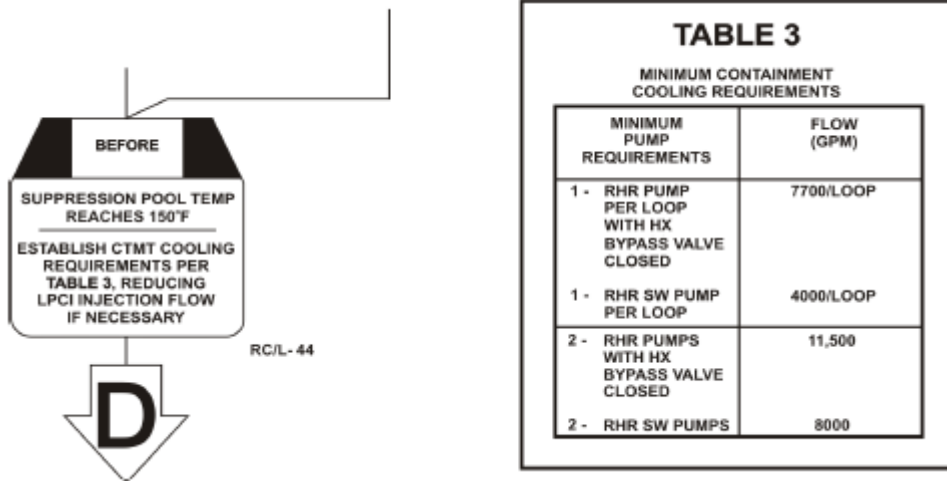 BEFORE
SUPPRESSION POOL TEMP
REACHES 150°F
ESTABLISH CTMT COOLING
REQUIREMENTS PER
TABLE 3, REDUCING
LPCI INJECTION FLOW
IF NECESSARY
RC/L- 44
D
TABLE 3
MINIMUM CONTAINMENT
COOLING REQUIREMENTS
MINIMUM
PUMP
REQUIREMENTS
FLOW
(GPM)
1 - RHR PUMP 7700/LOOP
PER LOOP
WITH HX
BYPASS VALVE
CLOSED
1 - RHR SW PUMP 4000/LOOP
PER LOOP
2 - RHR PUMPS 11,500
WITH HX
BYPASS VALVE
CLOSED
2 - RHR SW PUMPS 8000